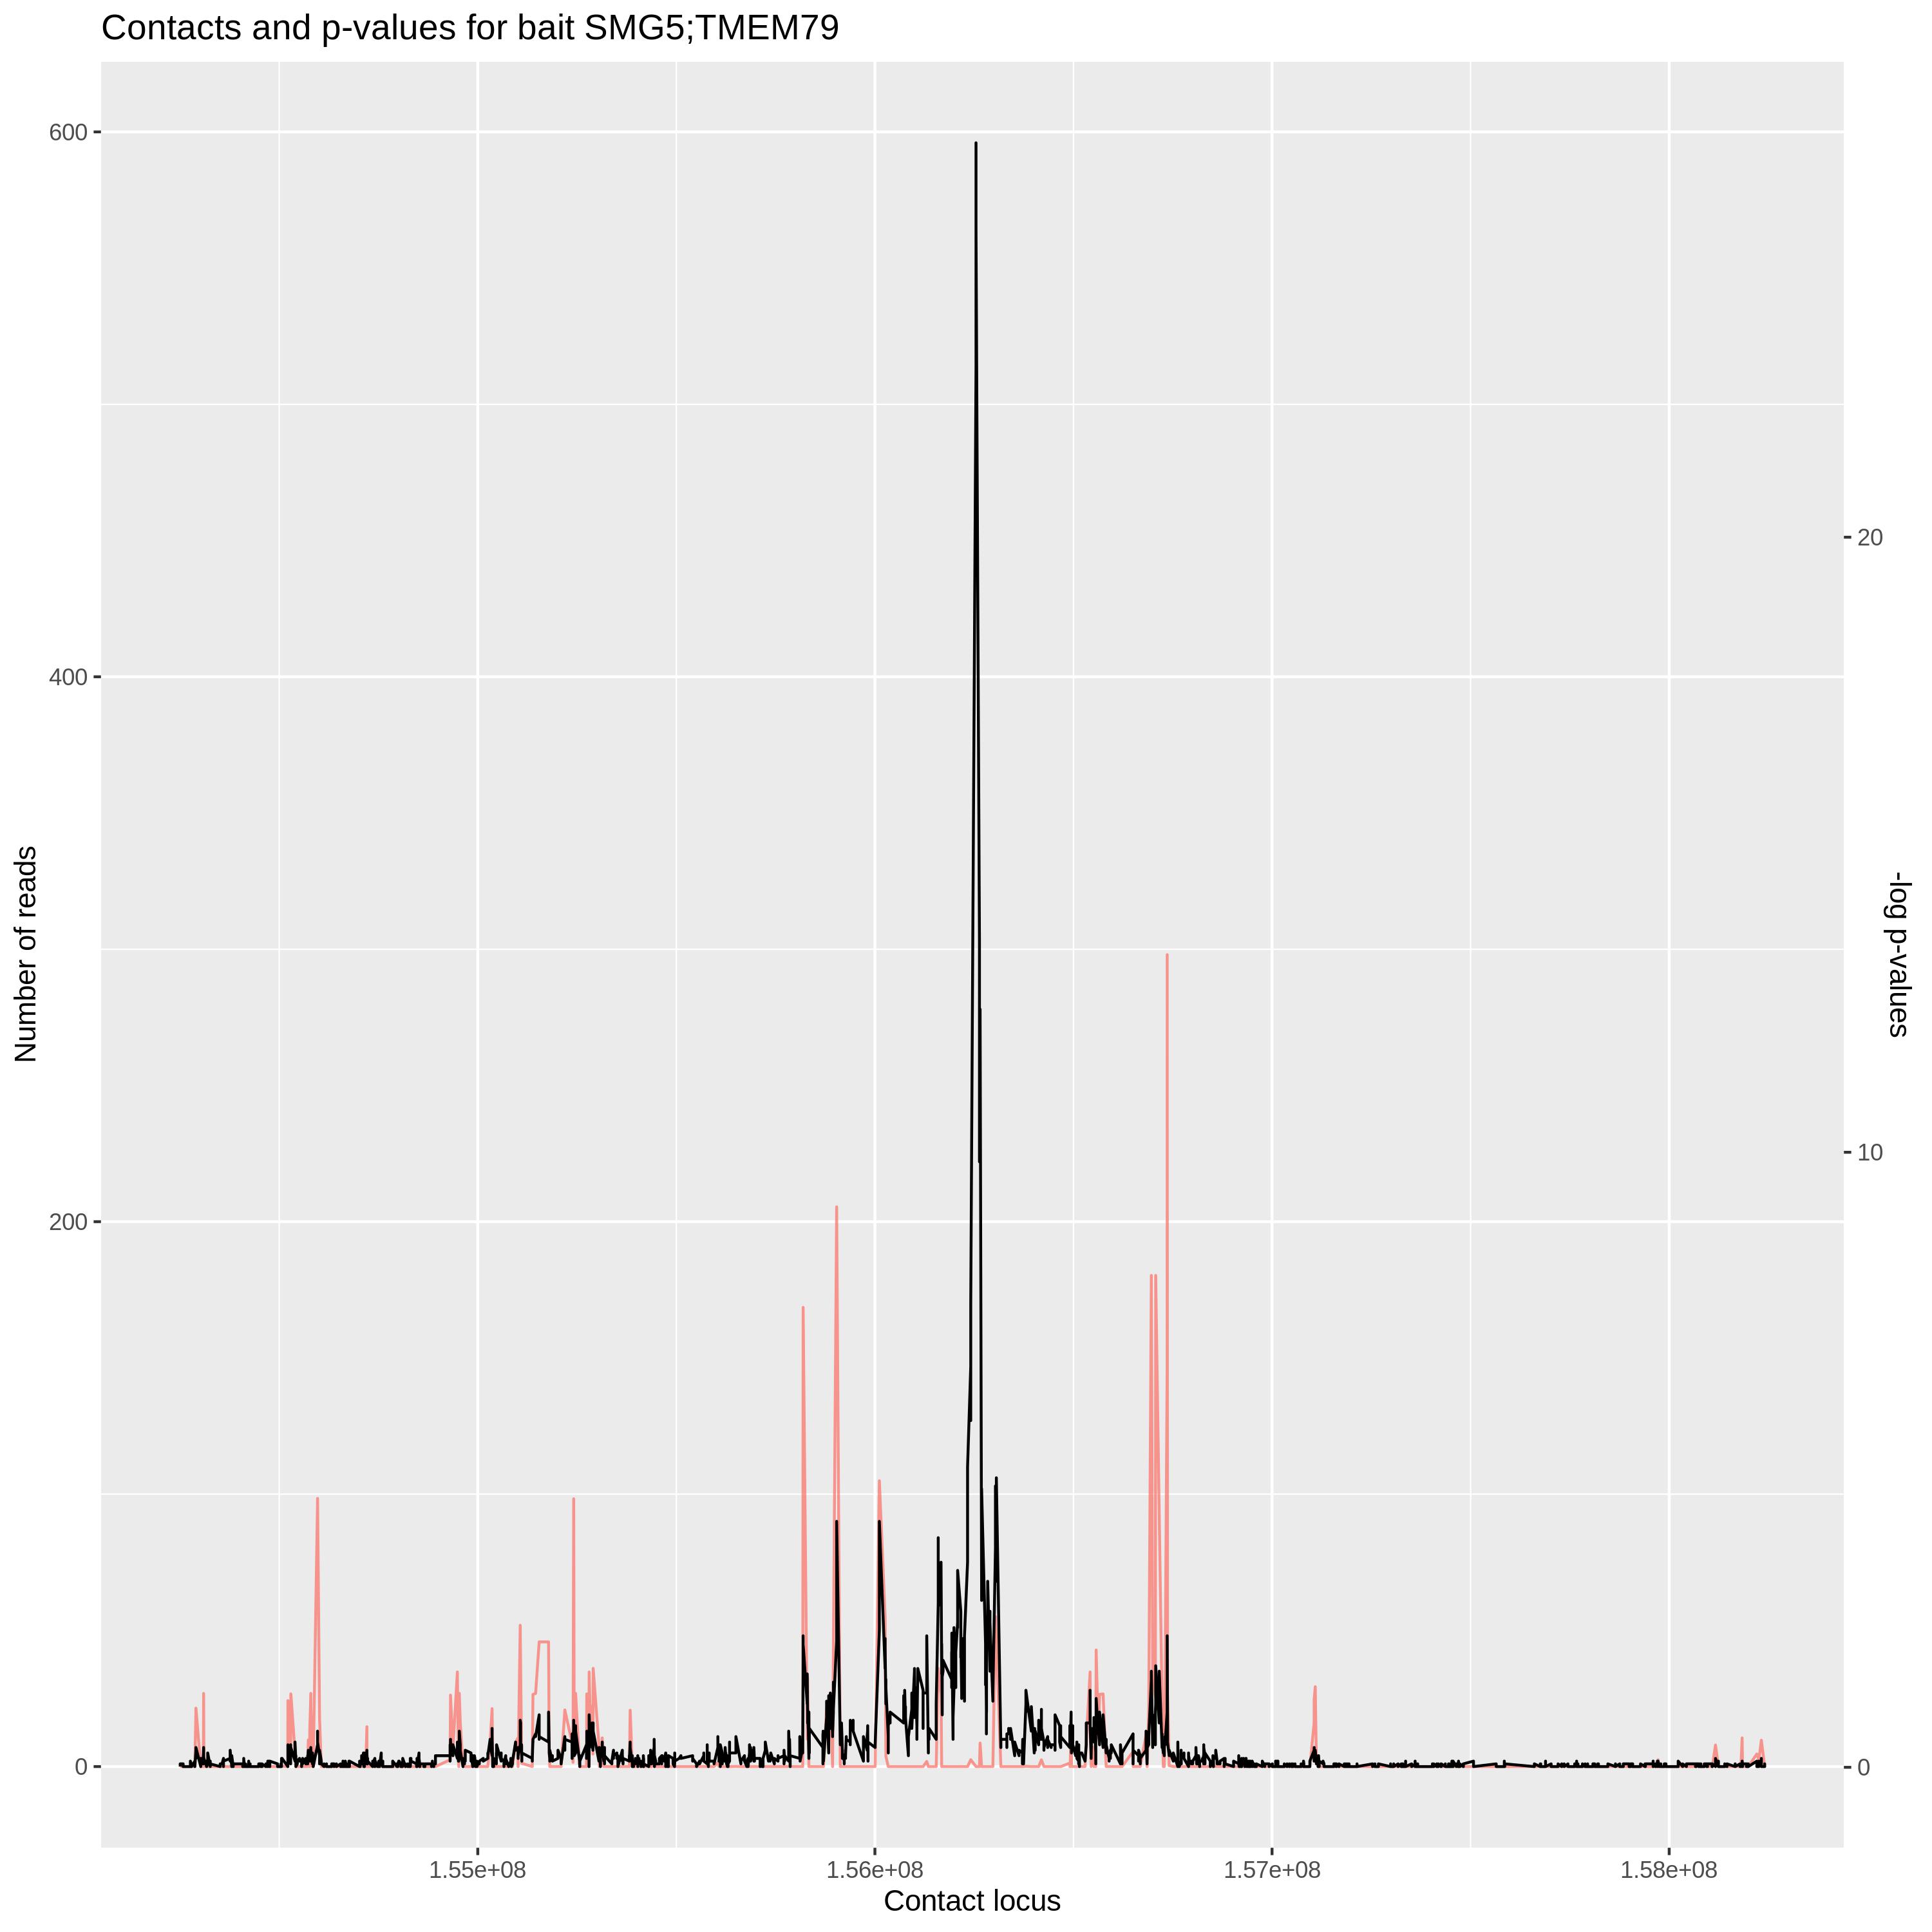 Contacts and p-values for bait SMG5;TMEM79
600
400
200
0
Number of reads
20
10
0
-log p-values
1.55e+08
1.56e+08
1.57e+08
1.58e+08
Contact locus